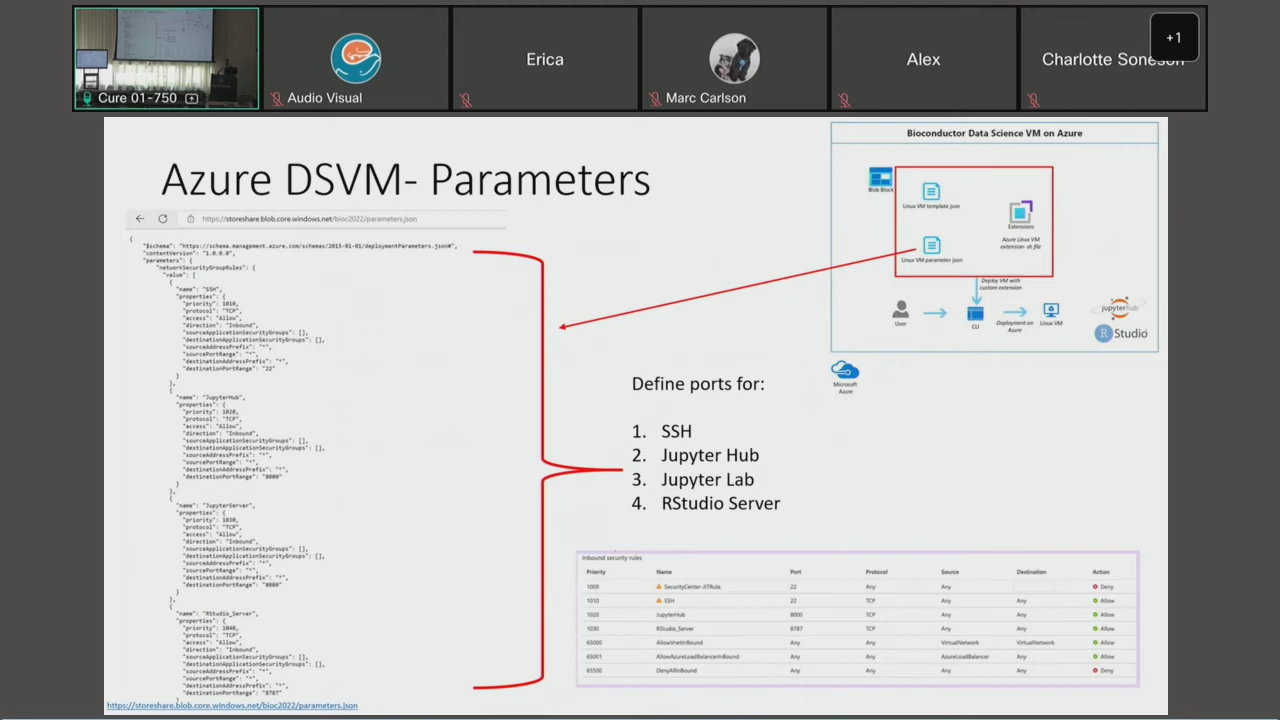 Cure 01-750
Audio Visual
Erica
Marc Carlson
Alex
Charlotte Soneson
+1
Azure DSVM- Parameters
https://storeshare.blob.core.windows.net/bioc2022/parameters.json
{
"$schema": "https://schema.management.azure.com/schemas/2015-01-01/deploymentParameters.json#",
"contentVersion": "1.0.0.0",
"parameters": {
"networkSecurityGroupRules": {
"value": [
{
"name": "SSH",
"properties": {
"priority": 1010,
"protocol": "TCP",
"access": "Allow",
"direction": "Inbound",
"sourceApplicationSecurityGroups": [],
"destinationApplicationSecurityGroups": [],
"sourceAddressPrefix": "*",
"sourcePortRange": "*",
"destinationAddressPrefix": "*",
"destinationPortRange": "22"
}
},
{
"name": "JupyterHub",
"properties": {
"priority": 1020,
"protocol": "TCP",
"access": "Allow",
"direction": "Inbound",
"sourceApplicationSecurityGroups": [],
"destinationApplicationSecurityGroups": [],
"sourceAddressPrefix": "*",
"sourcePortRange": "*",
"destinationAddressPrefix": "*",
"destinationPortRange": "8000"
}
},
{
"name": "JupyterServer",
"properties": {
"priority": 1030,
"protocol": "TCP",
"access": "Allow",
"direction": "Inbound",
"sourceApplicationSecurityGroups": [],
"destinationApplicationSecurityGroups": [],
"sourceAddressPrefix": "*",
"sourcePortRange": "*",
"destinationAddressPrefix": "*",
"destinationPortRange": "8080"
}
},
{
"name": "RStudio_Server",
"properties": {
"priority": 1040,
"protocol": "TCP",
"access": "Allow",
"direction": "Inbound",
"sourceApplicationSecurityGroups": [],
"destinationApplicationSecurityGroups": [],
"sourceAddressPrefix": "*",
"sourcePortRange": "*",
"destinationAddressPrefix": "*",
"destinationPortRange": "8787"
}
https://storeshare.blob.core.windows.net/bioc2022/parameters.json
Bioconductor Data Science VM on Azure
Blob Block
Linux VM template json
Extensions
Azure Linux VM
extension- sh file
Linux VM parameter json
Deploy VM with
custom extension
User
CLI
Deployment on
Azure
Linux VM
jupyterhub
R Studio
Microsoft
Azure
Define ports for:
1. SSH
2. Jupyter Hub
3. Jupyter Lab
4. RStudio Server
Inbound security rules
Priority Name Port Protocol Source Destination Action
1009 SecurityCenter-JITRule 22 Any Any Deny
1010 SSH 22 TCP Any Any Allow
1020 JupyterHub 8000 TCP Any Any Allow
1030 RStudio_Server 8787 TCP Any Any Allow
65000 AllowVnetInBound Any Any VirtualNetwork VirtualNetwork Allow
65001 AllowAzureLoadBalancerInBound Any Any AzureLoadBalancer Any Allow
65500 DenyAllInBound Any Any Any Any Deny